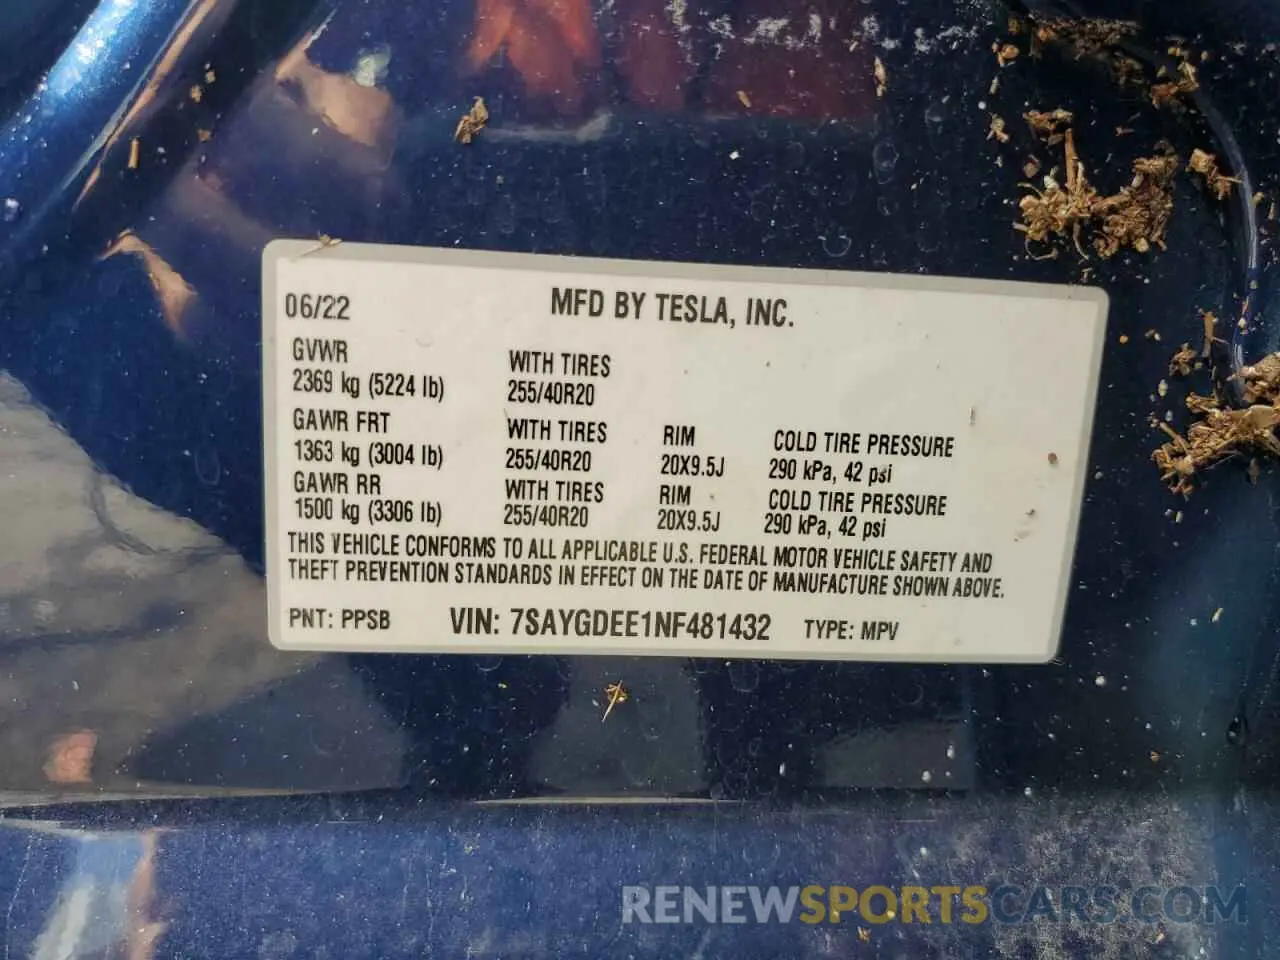 06/22 MFD BY TESLA, INC.
GVWR WITH TIRES
2369 kg (5224 lb) 255/40R20
GAWR FRT WITH TIRES RIM COLD TIRE PRESSURE
1363 kg (3004 lb) 255/40R20 20X9.5J 290 kPa, 42 psi
GAWR RR WITH TIRES RIM COLD TIRE PRESSURE
1500 kg (3306 lb) 255/40R20 20X9.5J 290 kPa, 42 psi
THIS VEHICLE CONFORMS TO ALL APPLICABLE U.S. FEDERAL MOTOR VEHICLE SAFETY AND
THEFT PREVENTION STANDARDS IN EFFECT ON THE DATE OF MANUFACTURE SHOWN ABOVE.
PNT: PPSB VIN: 7SAYGDEE1NF481432 TYPE: MPV
RENEWSPORTSCARS.COM